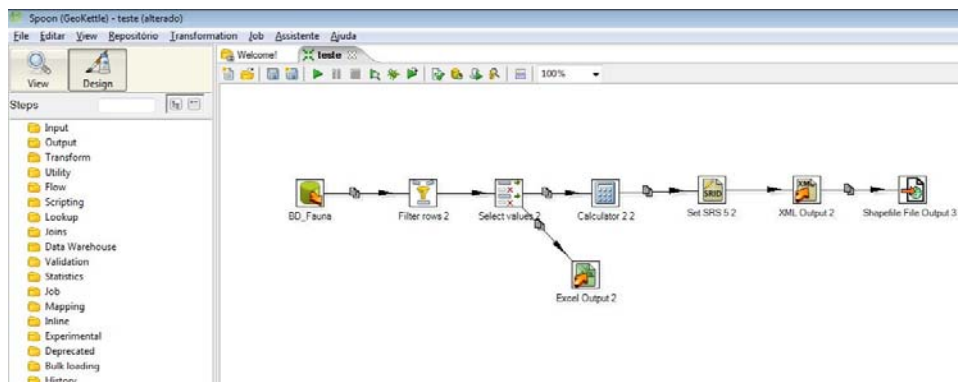 Spoon (GeoKettle) - teste (alterado)
File Editar View Repositório Transformation Job Assistente Ajuda
Welcome! teste
View Design
100%
Steps
Input
Output
Transform
Utility
Flow
Scripting
Lookup
Joins
Data Warehouse
Validation
Statistics
Job
Mapping
Inline
Experimental
Deprecated
Bulk loading
History
BD_Fauna Filter rows 2 Select values 2 Calculator 2 2 Set SRS 5 2 XML Output 2 Shapefile File Output 3
SRID
XML
Excel Output 2